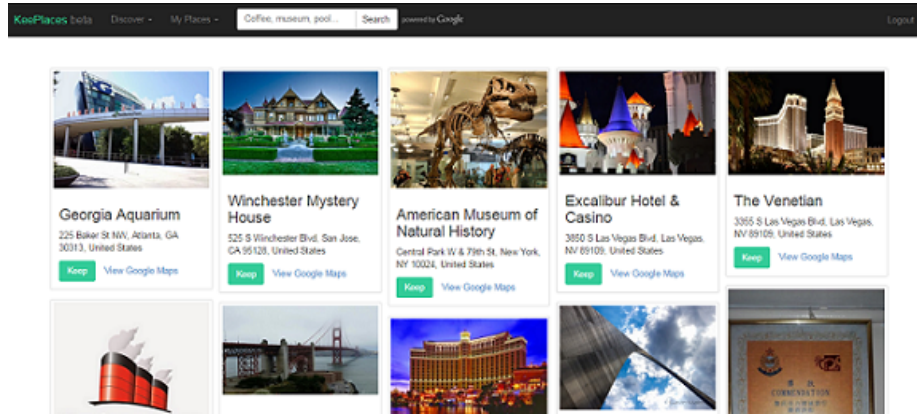 KeePlaces beta
Discover
My Places
Coffee, museum, pool...
Search
powered by Google
Logout
Georgia Aquarium
225 Baker St NW, Atlanta, GA
30313, United States
Keep
View Google Maps
Winchester Mystery
House
525 S Winchester Blvd, San Jose,
CA 95128, United States
Keep
View Google Maps
American Museum of
Natural History
Central Park W & 79th St, New York,
NY 10024, United States
Keep
View Google Maps
Excalibur Hotel &
Casino
3850 S Las Vegas Blvd, Las Vegas,
NV 89109, United States
Keep
View Google Maps
The Venetian
3355 S Las Vegas Blvd, Las Vegas,
NV 89109, United States
Keep
View Google Maps
COMMENDATION